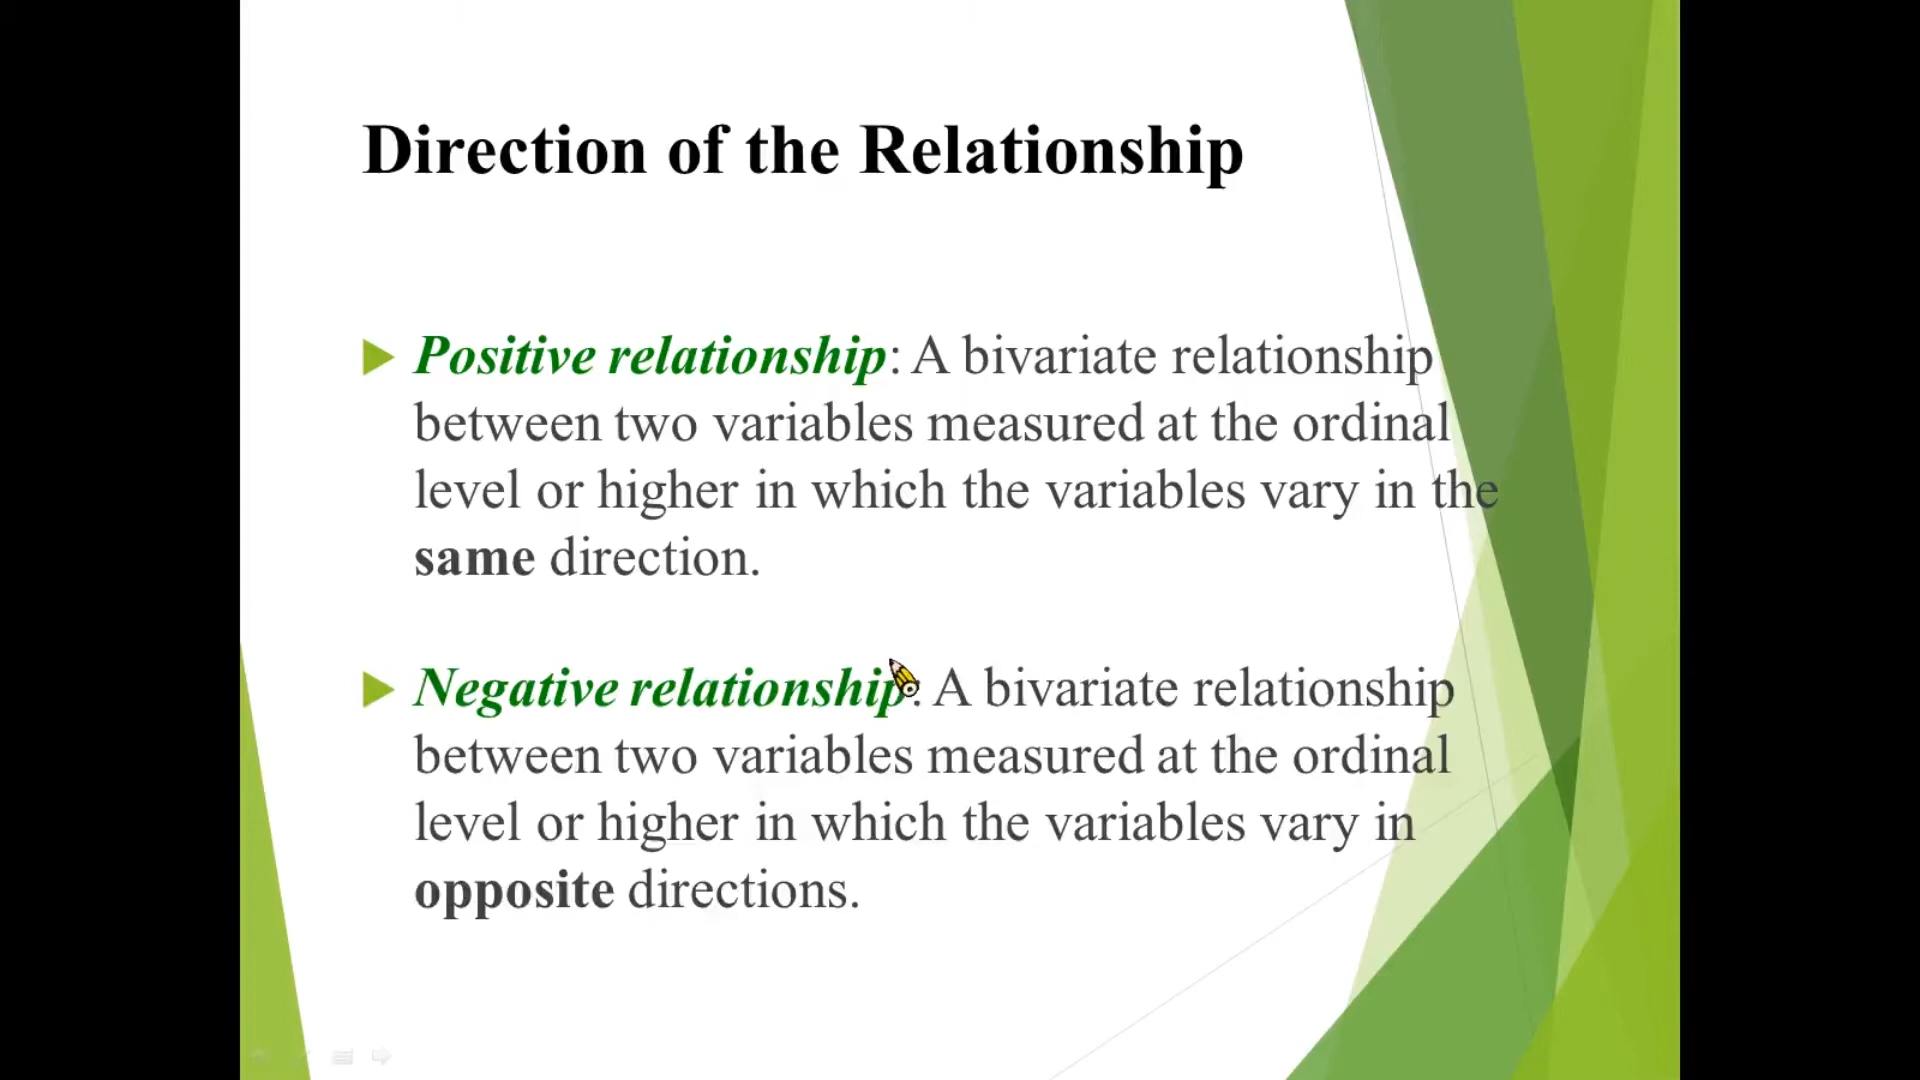 Direction of the Relationship
Positive relationship: A bivariate relationship
between two variables measured at the ordinal
level or higher in which the variables vary in the
same direction.
Negative relationship: A bivariate relationship
between two variables measured at the ordinal
level or higher in which the variables vary in
opposite directions.